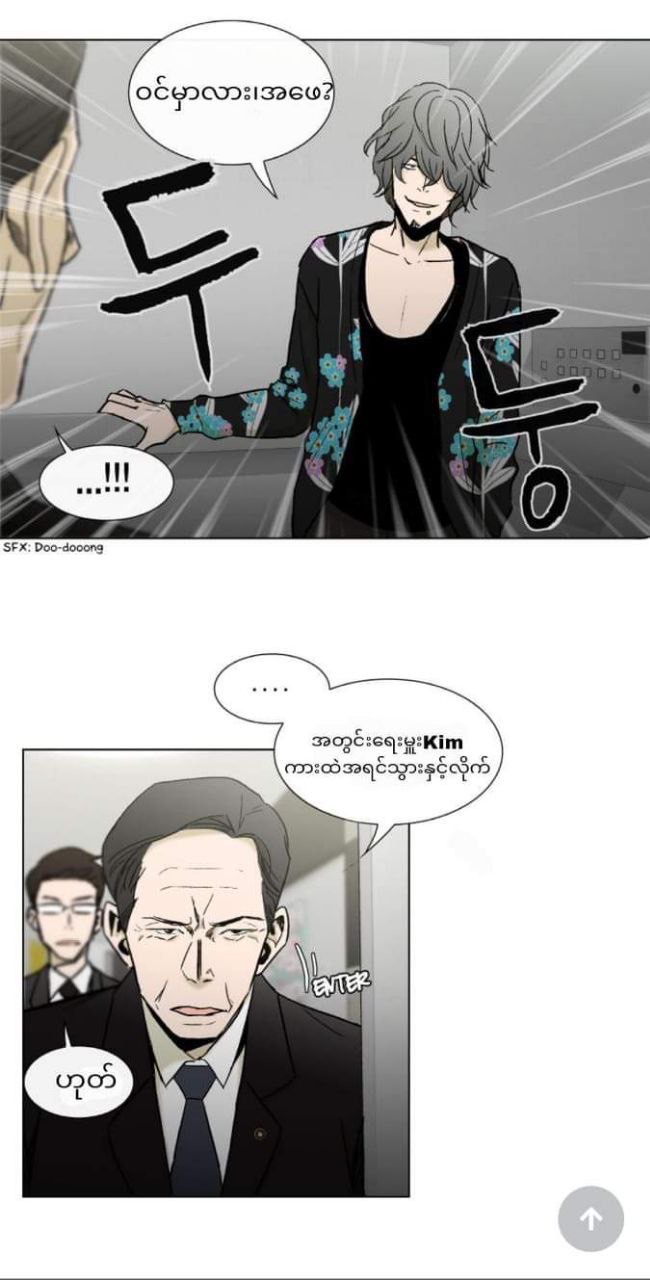 ဝင်မှာလား၊အဖေ?
두
둥
...!!!
SFX: Doo-dooong
....
အတွင်းရေးမှူးKim
ကားထဲအရင်သွားနှင့်လိုက်
ENTER
ဟုတ်